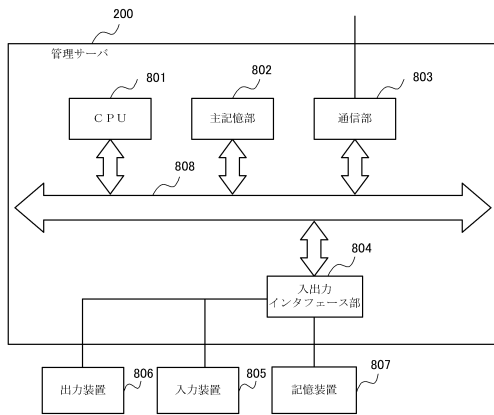 200
管理サーバ
801
802
803
CPU
主記憶部
通信部
808
804
入出力
インタフェース部
806
805
807
出力装置
入力装置
記憶装置